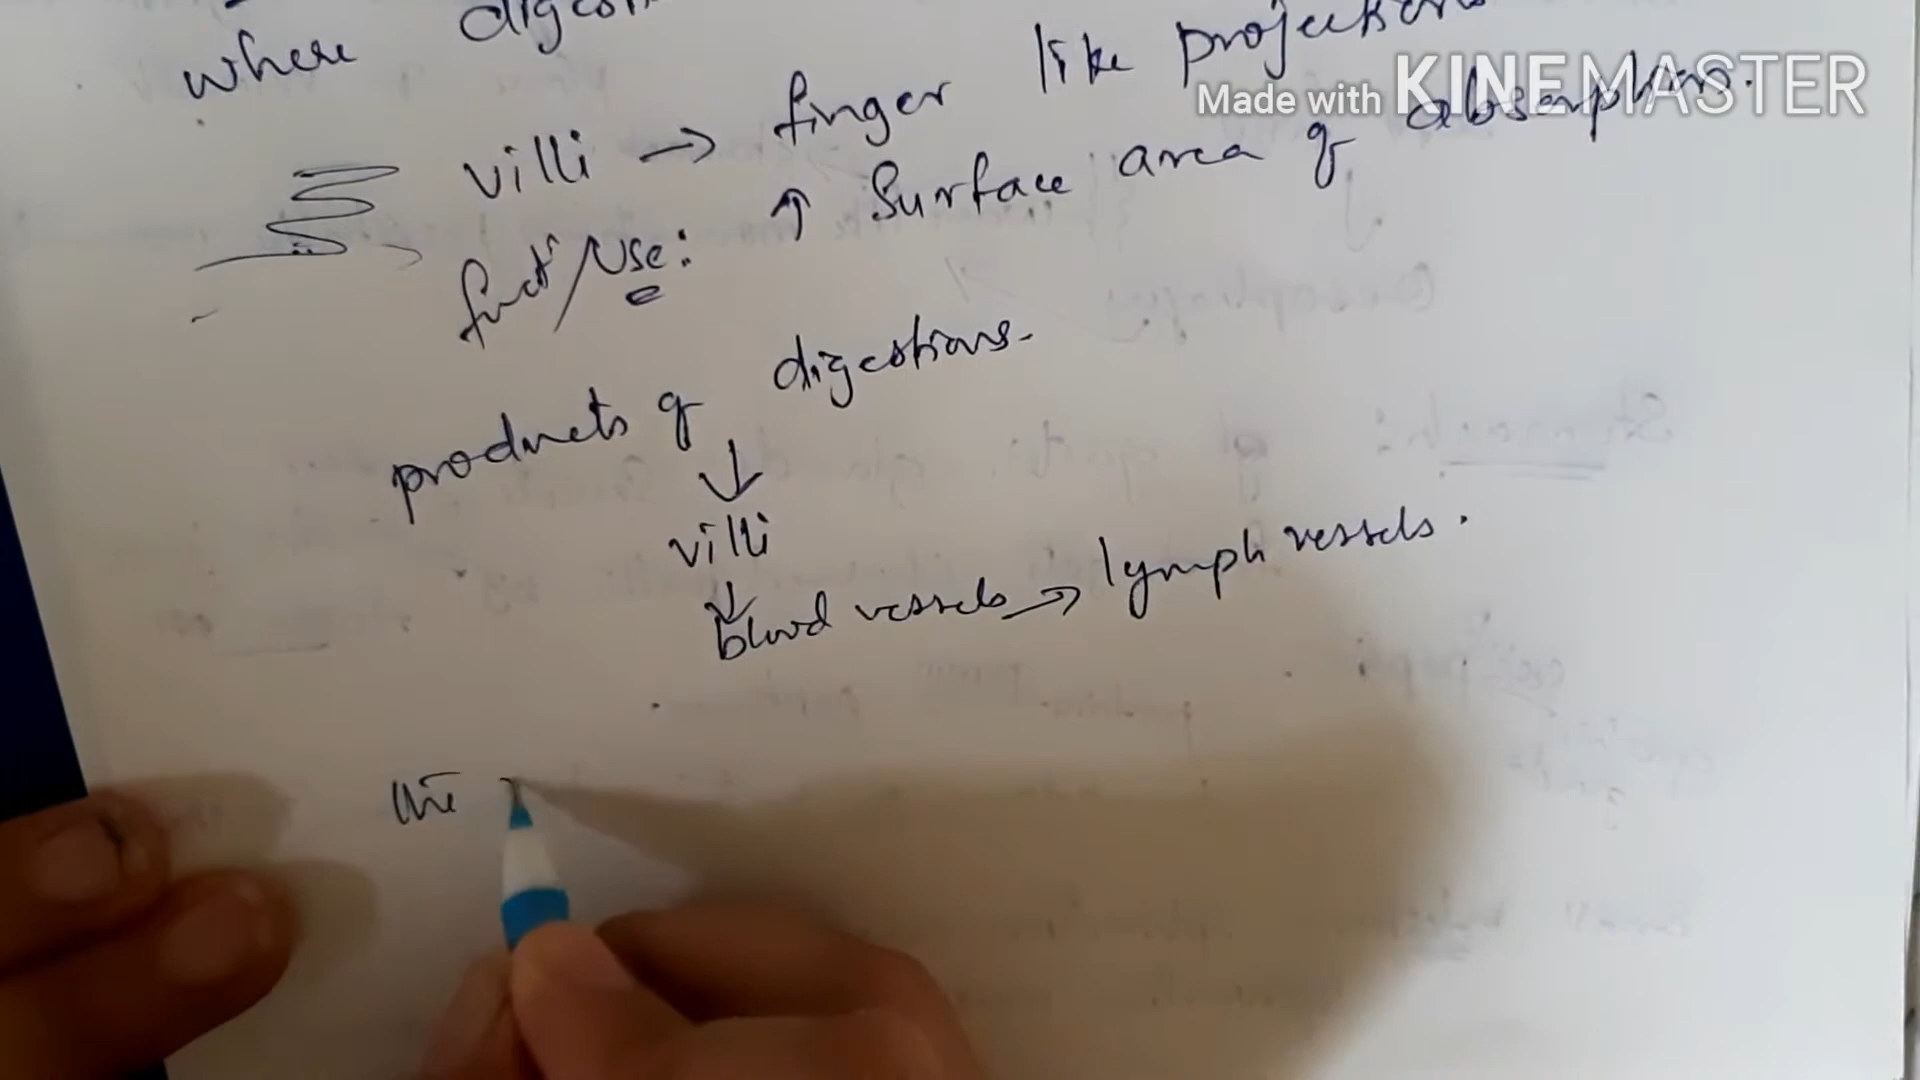 where
villi → finger like projections
funct/Use: ↑ Surface area of absorption.
products of digestions.
↓
villi
↓
blood vessels → lymph vessels.
Made with KINEMASTER